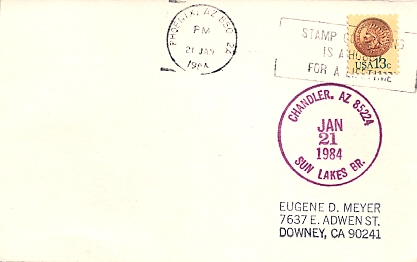 PHOENIX, AZ
PM
21 JAN
1984
STAMP
IS A
FOR A
USA 13c
CHANDLER, AZ 85224
JAN
21
1984
SUN LAKES BR.
EUGENE D. MEYER
7637 E. ADWEN ST.
DOWNEY, CA 90241